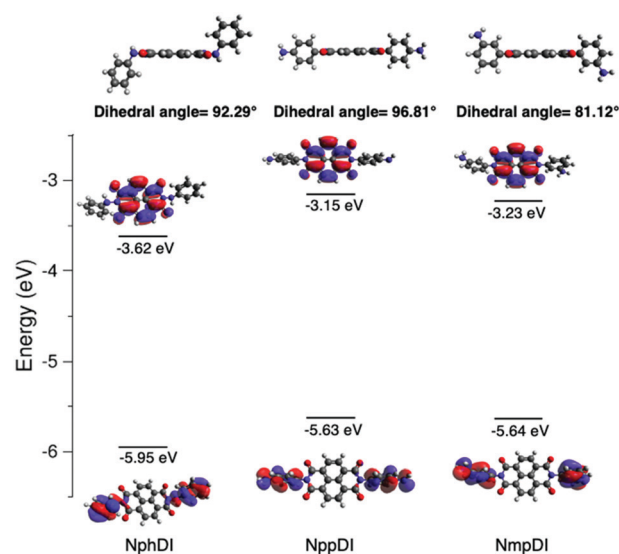 Dihedral angle= 92.29° Dihedral angle= 96.81° Dihedral angle= 81.12°
-3
-3.15 eV
-3.23 eV
-3.62 eV
-4
Energy (eV)
-5
-5.63 eV
-5.64 eV
-5.95 eV
-6
NphDI NppDI NmpDI